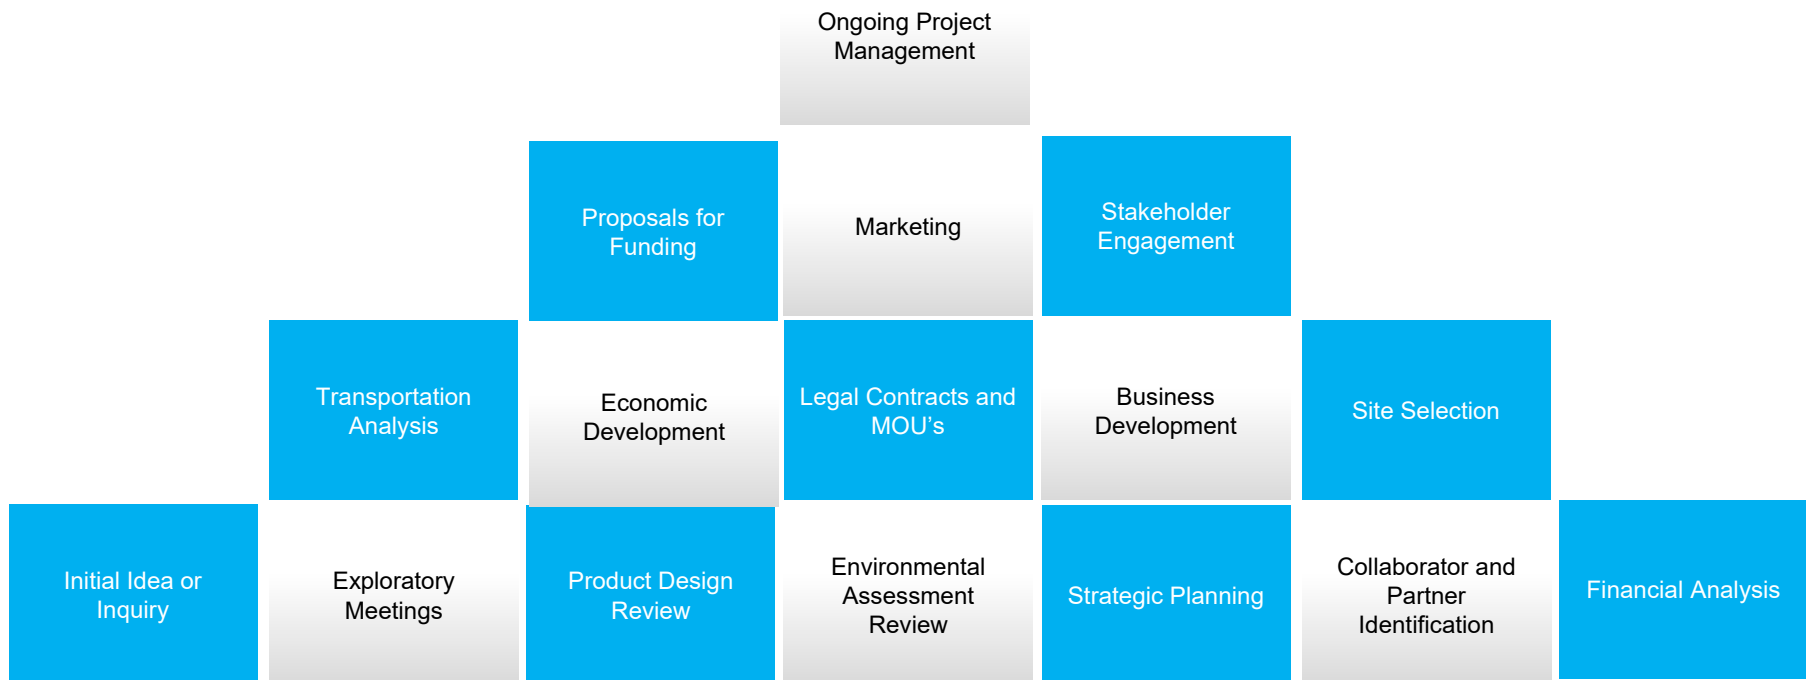 Ongoing Project
Management
Proposals for
Funding
Marketing
Stakeholder
Engagement
Transportation
Analysis
Economic
Development
Legal Contracts and
MOU’s
Business
Development
Site Selection
Initial Idea or
Inquiry
Exploratory
Meetings
Product Design
Review
Environmental
Assessment
Review
Strategic Planning
Collaborator and
Partner
Identification
Financial Analysis